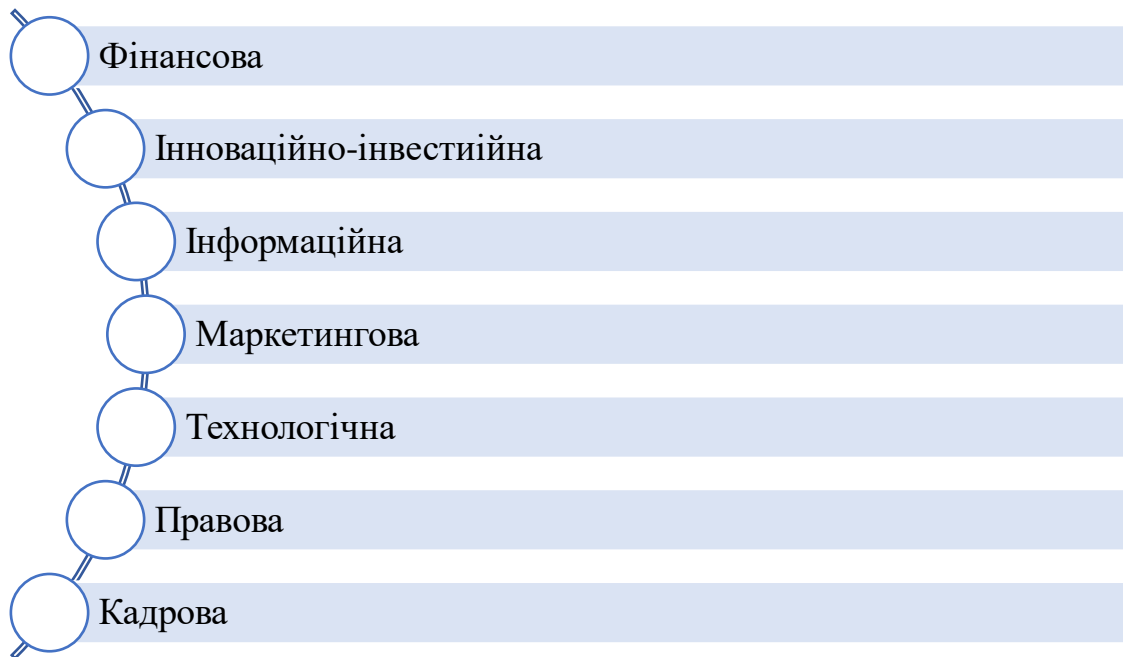 Фінансова
Інноваційно-інвестиійна
Інформаційна
Маркетингова
Технологічна
Правова
Кадрова